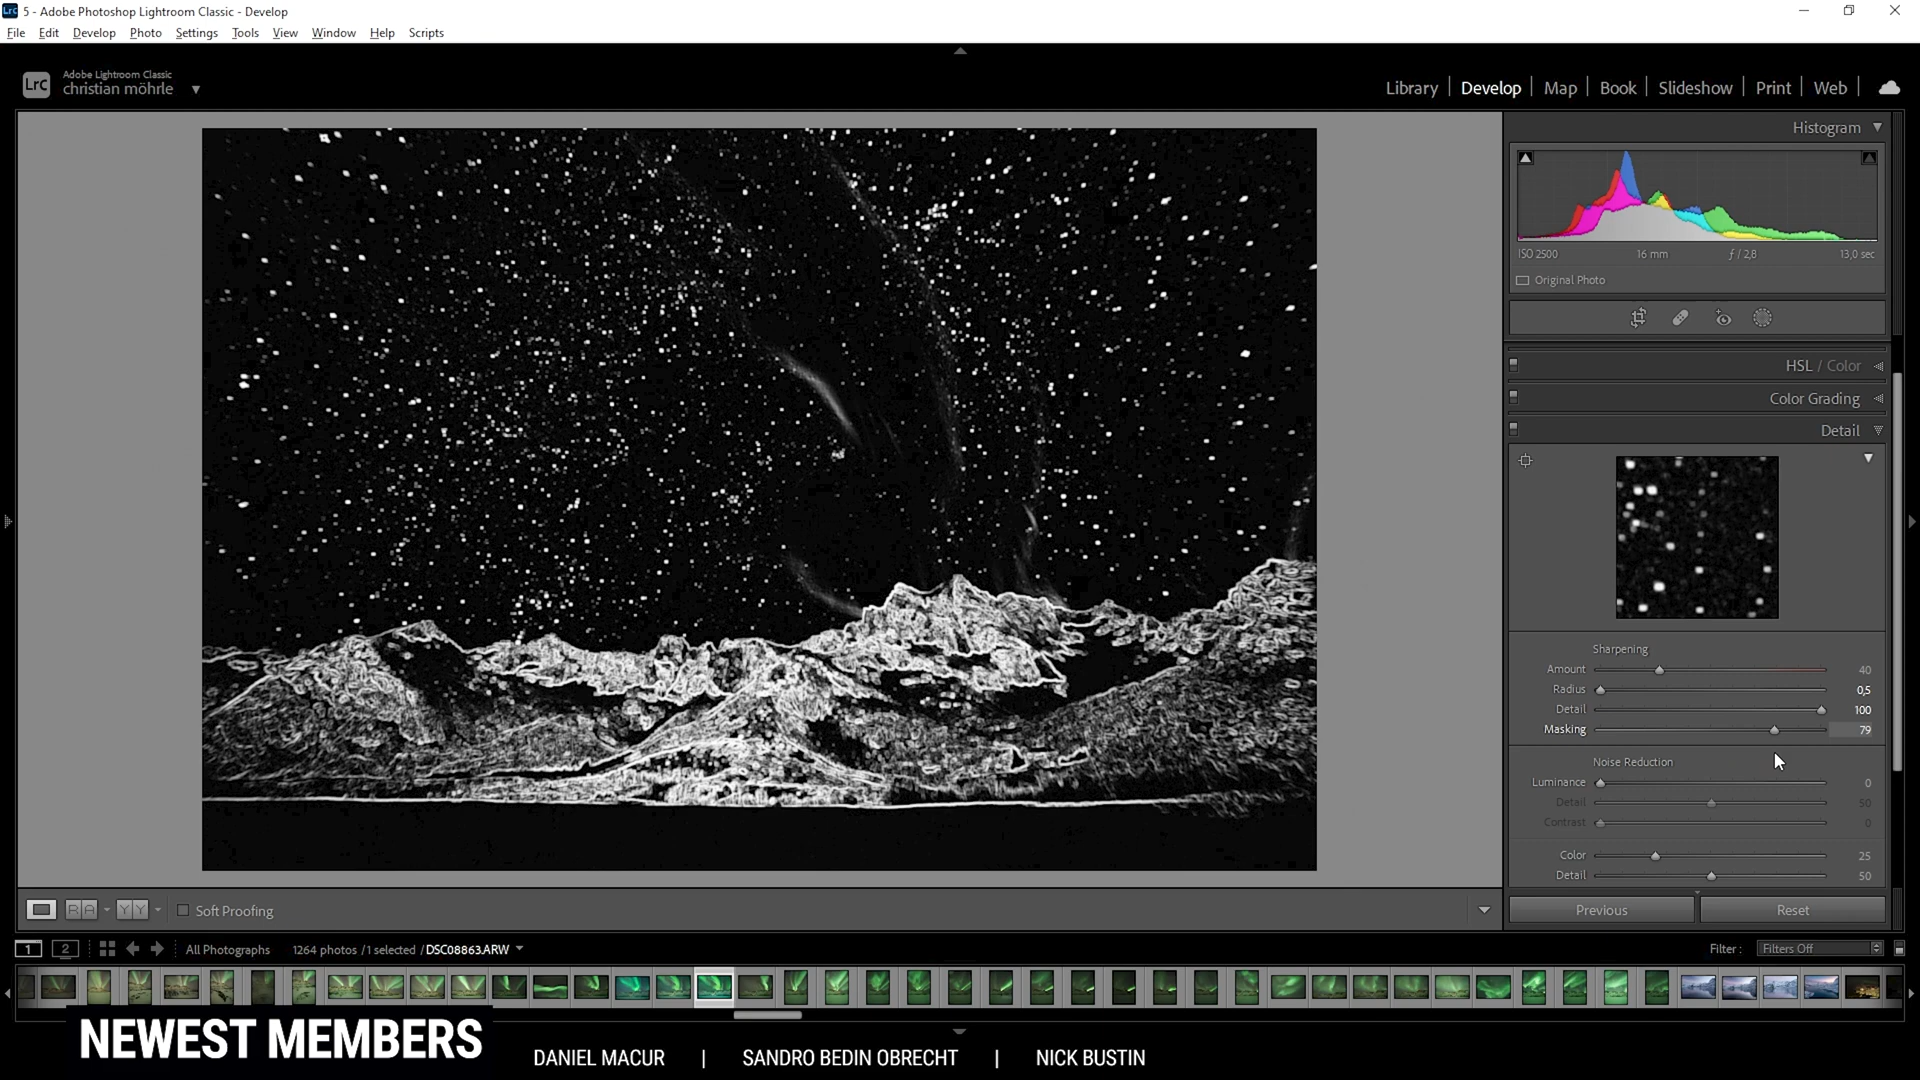 5 - Adobe Photoshop Lightroom Classic - Develop
File Edit Develop Photo Settings Tools View Window Help Scripts
LrC
Adobe Lightroom Classic
christian möhrle
Library | Develop | Map | Book | Slideshow | Print | Web |
Histogram
ISO 2500 16 mm ƒ / 2,8 13,0 sec
Original Photo
HSL / Color
Color Grading
Detail
Sharpening
Amount 40
Radius 0,5
Detail 100
Masking 79
Noise Reduction
Luminance 0
Detail 50
Contrast 0
Color 25
Detail 50
R A Y Y Soft Proofing
Previous Reset
1 2 All Photographs 1264 photos / 1 selected / DSC08863.ARW
Filter : Filters Off
NEWEST MEMBERS
DANIEL MACUR | SANDRO BEDIN OBRECHT | NICK BUSTIN